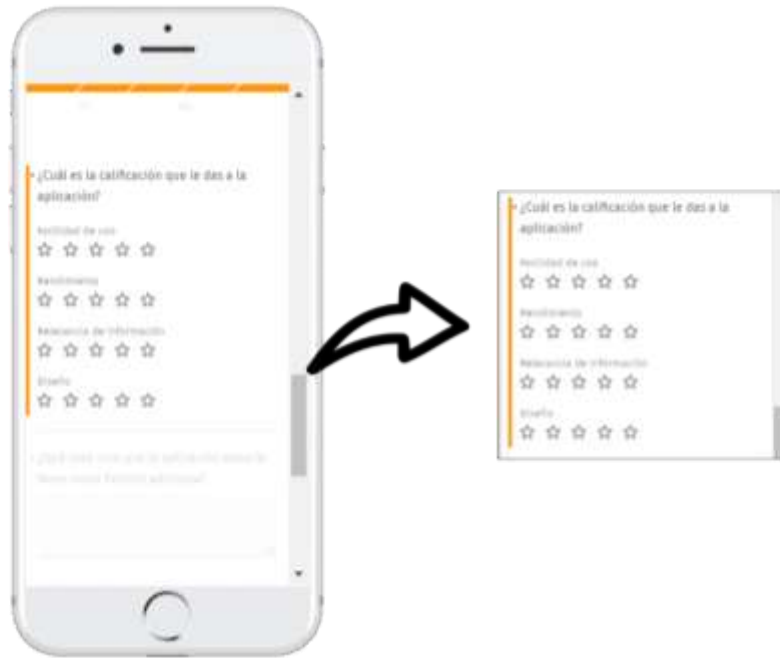 ¿Cuál es la calificación que le das a la
aplicación?
Facilidad de uso
Rendimiento
Relevancia de información
Diseño
¿Cuál es la calificación que le das a la
aplicación?
Facilidad de uso
Rendimiento
Relevancia de información
Diseño